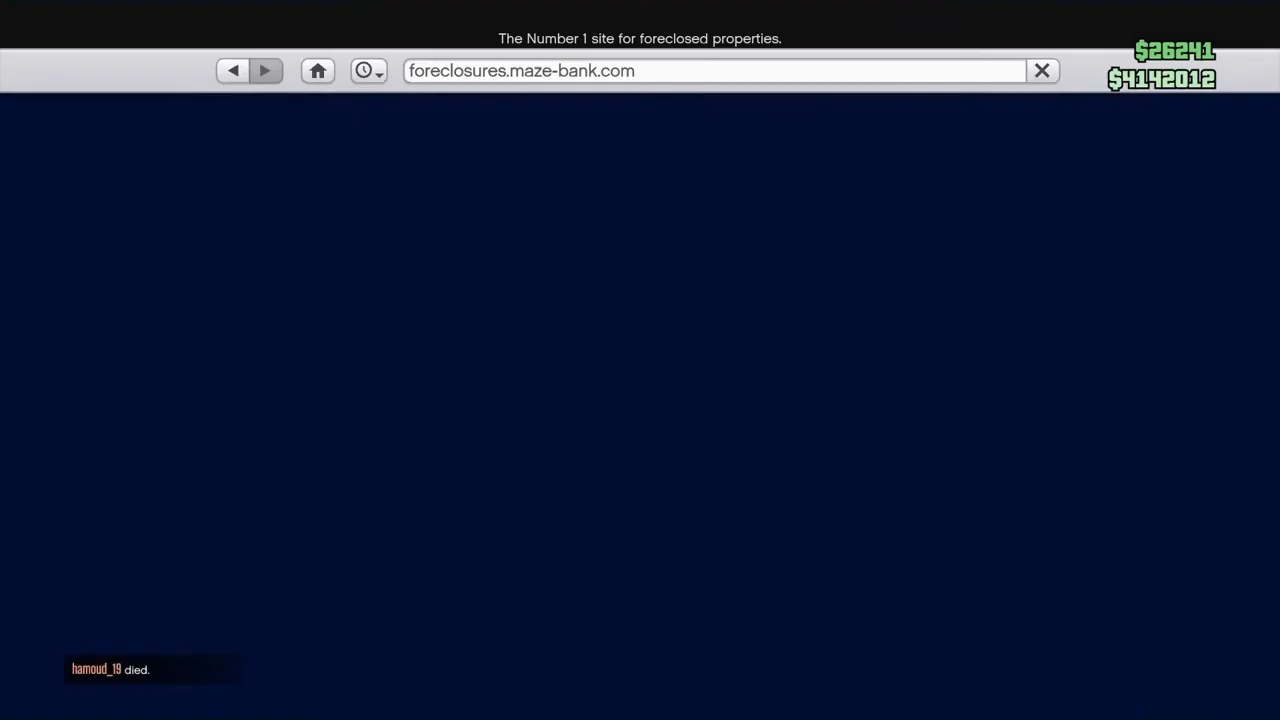 The Number 1 site for foreclosed properties.
foreclosures.maze-bank.com
$26241
$4142012
hamoud_19 died.